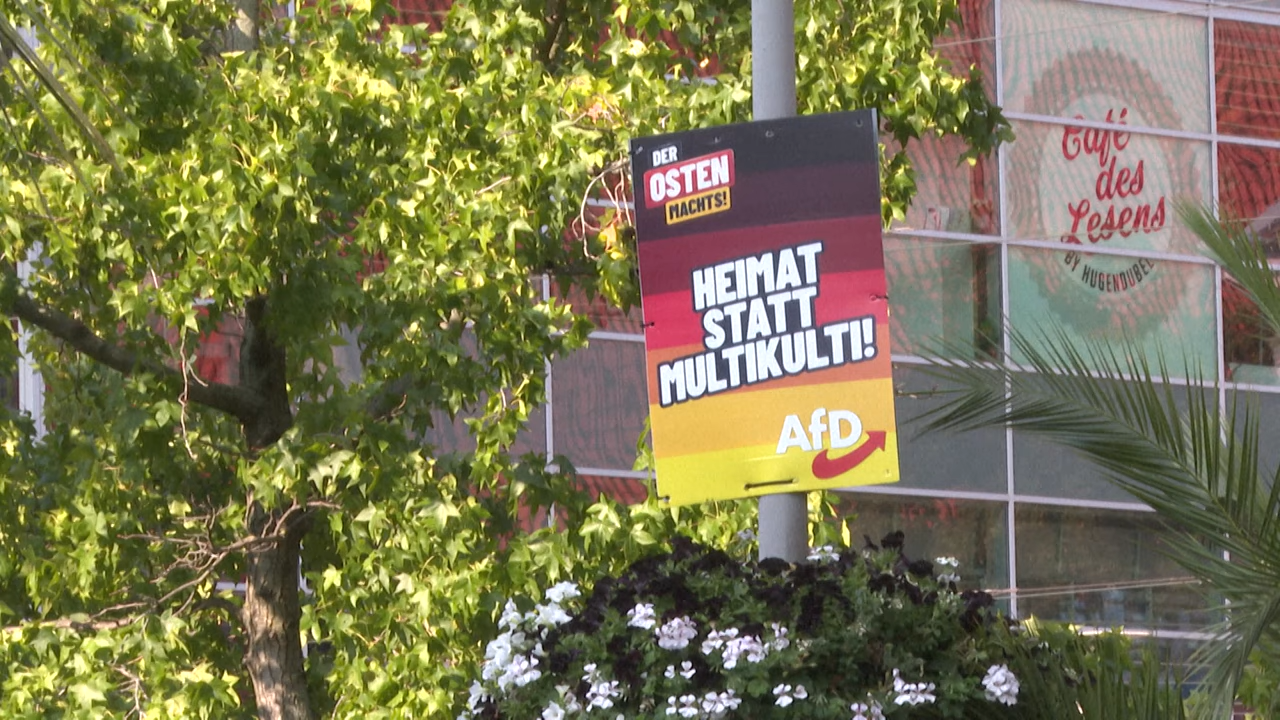 DER
OSTEN
MACHTS!
HEIMAT
STATT
MULTIKULTI!
AfD
Café
des
Lesens
BY HUGENDUBEL